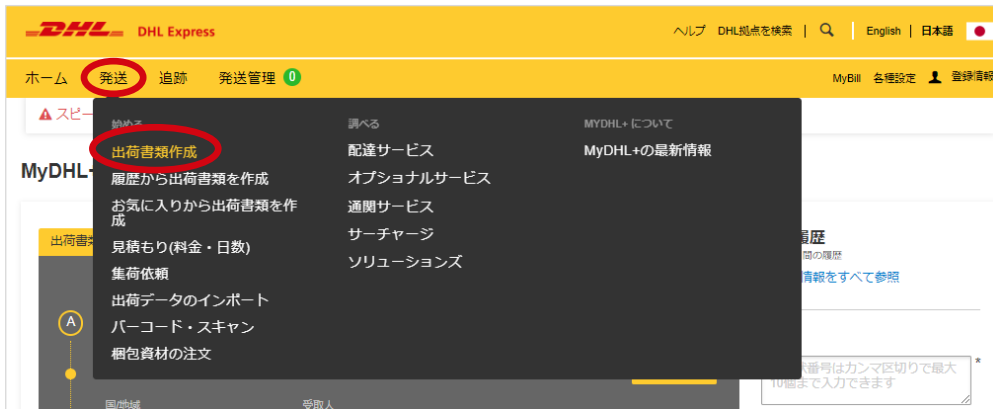 DHL DHL Express
ヘルプ DHL拠点を検索 | English | 日本語
ホーム 発送 追跡 発送管理 0
MyBill 各種設定 登録情報
スピー
MyDHL+
始める
出荷書類作成
履歴から出荷書類を作成
お気に入りから出荷書類を作
成
見積もり(料金・日数)
集荷依頼
出荷データのインポート
バーコード・スキャン
梱包資材の注文
調べる
配達サービス
オプショナルサービス
通関サービス
サーチャージ
ソリューションズ
MYDHL+ について
MyDHL+の最新情報
出荷書
A
国/地域
受取人
履歴
間の履歴
情報をすべて参照
番号はカンマ区切りで最大
10個まで入力できます
*